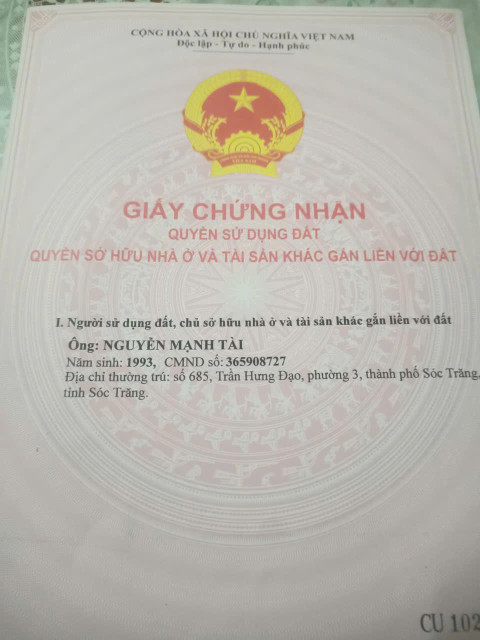 CỘNG HÒA XÃ HỘI CHỦ NGHĨA VIỆT NAM
Độc lập - Tự do - Hạnh phúc
GIẤY CHỨNG NHẬN
QUYỀN SỬ DỤNG ĐẤT
QUYỀN SỞ HỮU NHÀ Ở VÀ TÀI SẢN KHÁC GẮN LIỀN VỚI ĐẤT
I. Người sử dụng đất, chủ sở hữu nhà ở và tài sản khác gắn liền với đất
Ông: NGUYỄN MẠNH TÀI
Năm sinh: 1993, CMND số: 365908727
Địa chỉ thường trú: số 685, Trần Hưng Đạo, phường 3, thành phố Sóc Trăng,
tỉnh Sóc Trăng.
CU 102